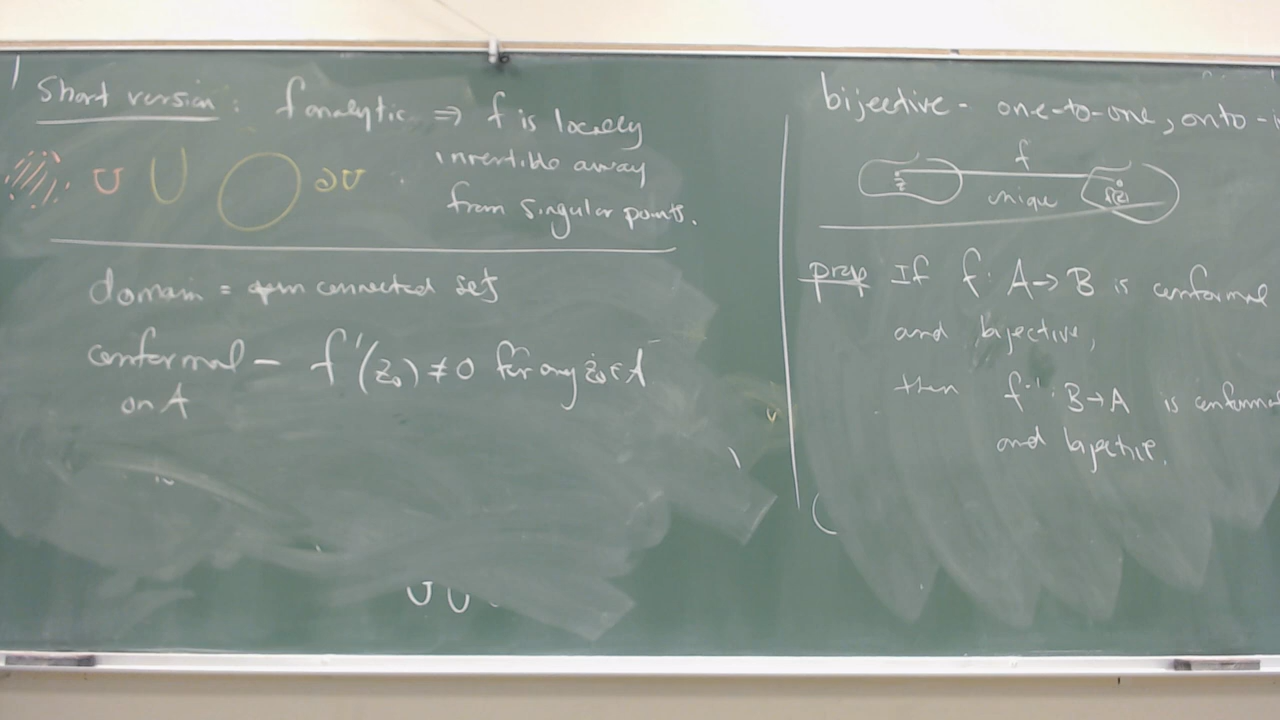 Short version: f analytic ⇒ f is locally
invertible away
from singular points.
U U ∂U
domain = open connected set
conformal - f'(z₀) ≠ 0 for any z₀ ∈ A
on A
bijective - one-to-one, onto -
f
z f(z)
unique
prop If f: A→B is conformal
and bijective,
then f⁻¹: B→A is conforma
and bijective.